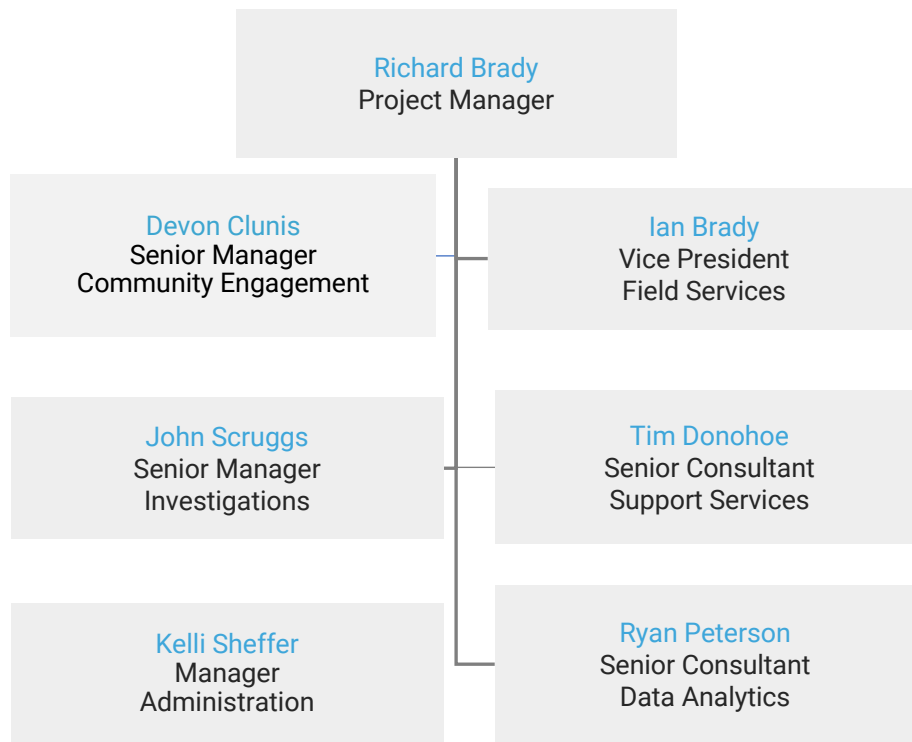 Richard Brady
Project Manager
Devon Clunis
Senior Manager
Community Engagement
Ian Brady
Vice President
Field Services
John Scruggs
Senior Manager
Investigations
Tim Donohoe
Senior Consultant
Support Services
Kelli Sheffer
Manager
Administration
Ryan Peterson
Senior Consultant
Data Analytics